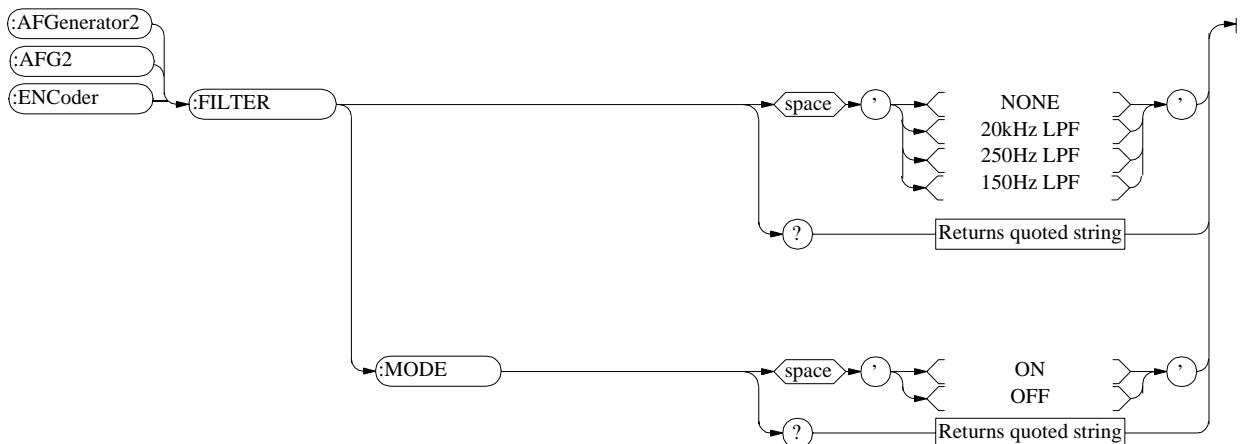 :AFGenerator2
:AFG2
:ENCoder
:FILTER
space
’
NONE
’
20kHz LPF
250Hz LPF
150Hz LPF
?
Returns quoted string
:MODE
space
’
ON
’
OFF
?
Returns quoted string